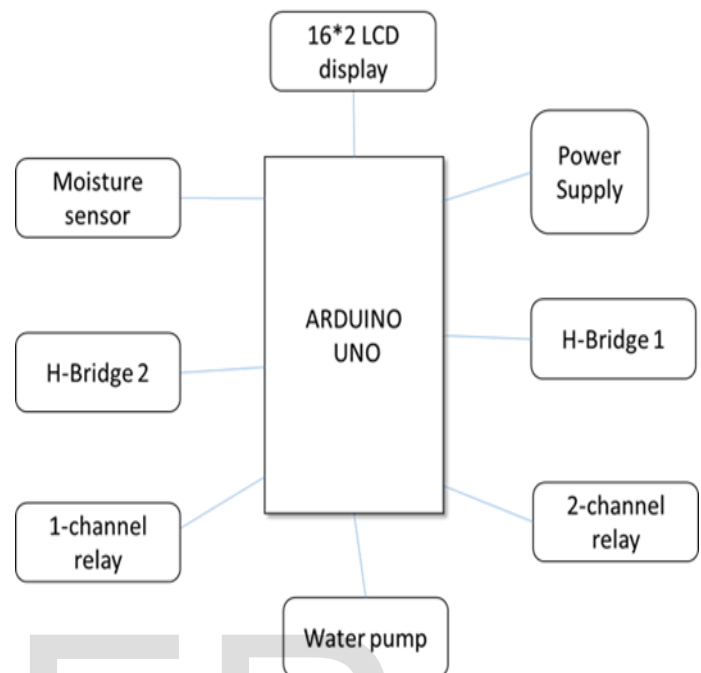 16*2 LCD
display
Power
Supply
Moisture
sensor
ARDUINO
UNO
H-Bridge 1
H-Bridge 2
2-channel
relay
1-channel
relay
Water pump